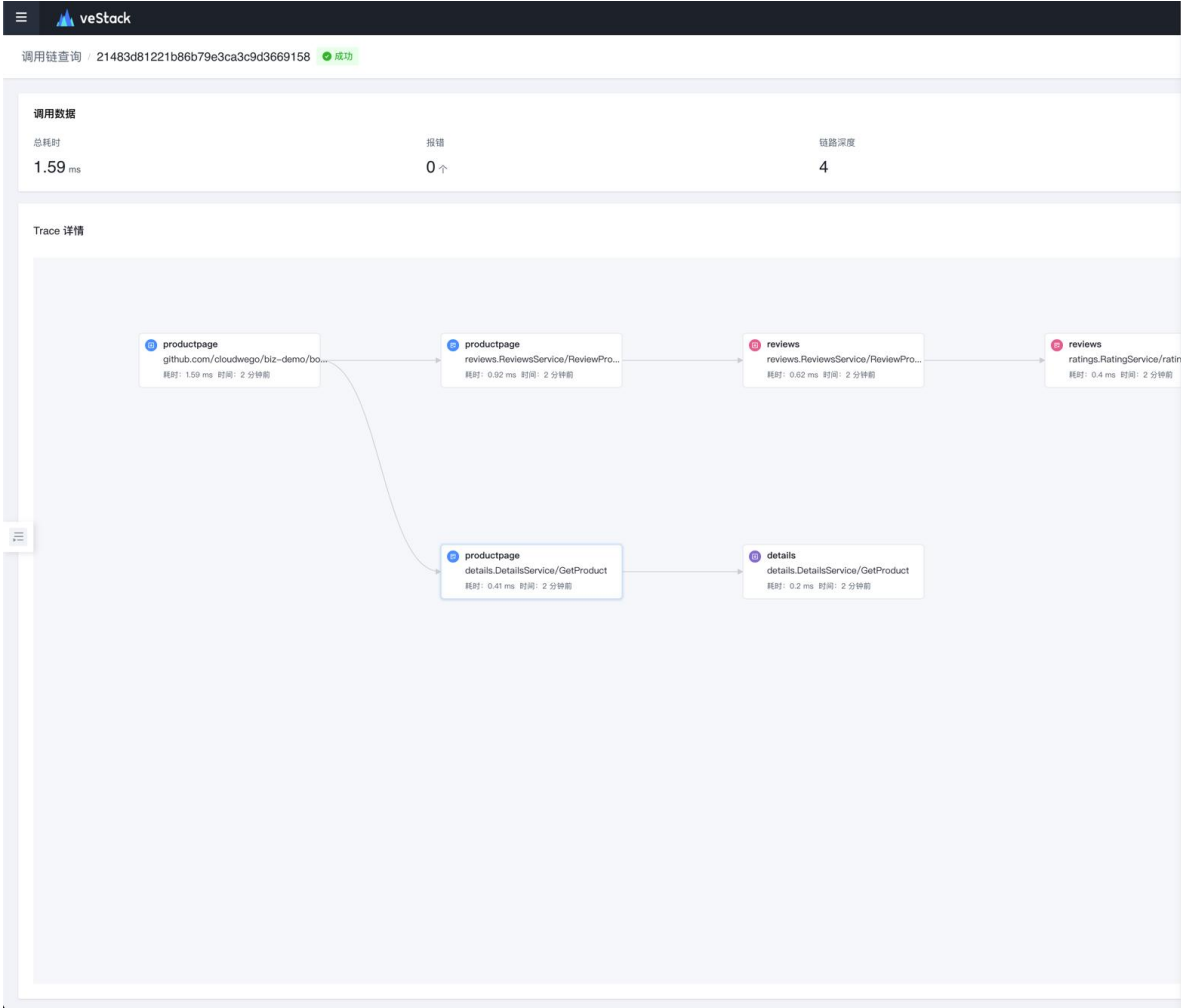 veStack
调用链查询 / 21483d81221b86b79e3ca3c9d3669158 成功
调用数据
总耗时 报错 链路深度
1.59 ms 0 个 4
Trace 详情
productpage
github.com/cloudwego/biz-demo/bo...
耗时：1.59 ms 时间：2 分钟前
productpage
reviews.ReviewsService/ReviewPro...
耗时：0.92 ms 时间：2 分钟前
reviews
reviews.ReviewsService/ReviewPro...
耗时：0.62 ms 时间：2 分钟前
reviews
ratings.RatingService/ratin
耗时：0.4 ms 时间：2 分钟前
productpage
details.DetailsService/GetProduct
耗时：0.41 ms 时间：2 分钟前
details
details.DetailsService/GetProduct
耗时：0.2 ms 时间：2 分钟前